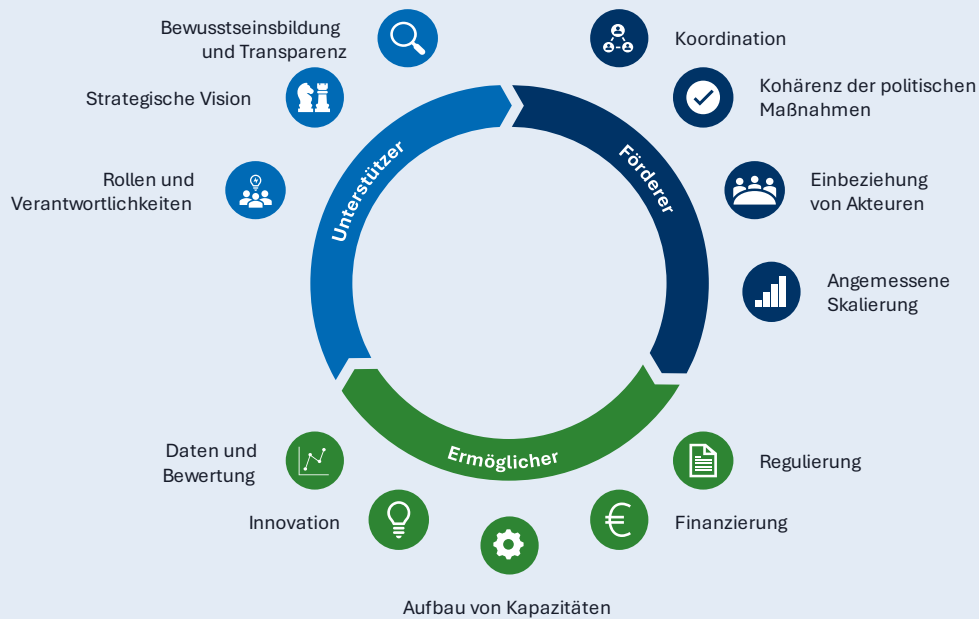 Bewusstseinsbildung
und Transparenz
Strategische Vision
Rollen und
Verantwortlichkeiten
Unterstützer
Koordination
Kohärenz der politischen
Maßnahmen
Einbeziehung
von Akteuren
Angemessene
Skalierung
Förderer
Regulierung
Finanzierung
Aufbau von Kapazitäten
Innovation
Daten und
Bewertung
Ermöglicher